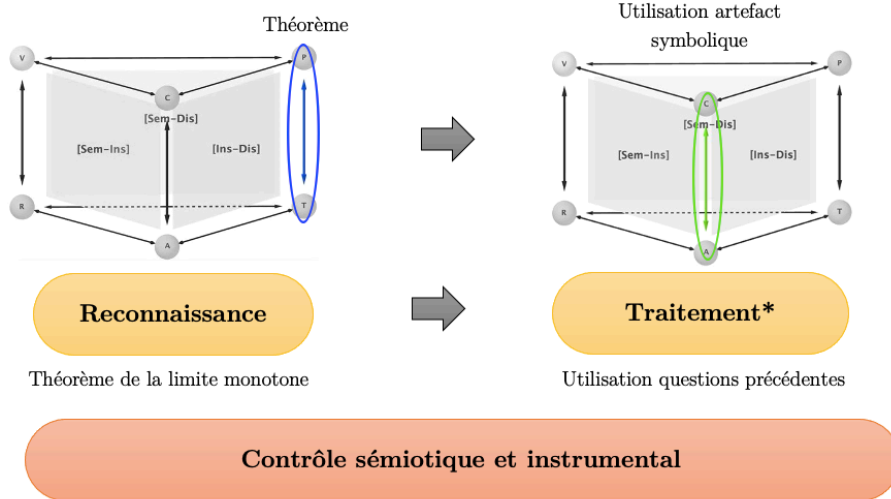 Théorème
V
P
C
[Sem-Dis]
[Sem-Ins]
[Ins-Dis]
R
T
A
Reconnaissance
Théorème de la limite monotone
Utilisation artefact
symbolique
V
P
C
[Sem-Dis]
[Sem-Ins]
[Ins-Dis]
R
T
A
Traitement*
Utilisation questions précédentes
Contrôle sémiotique et instrumental